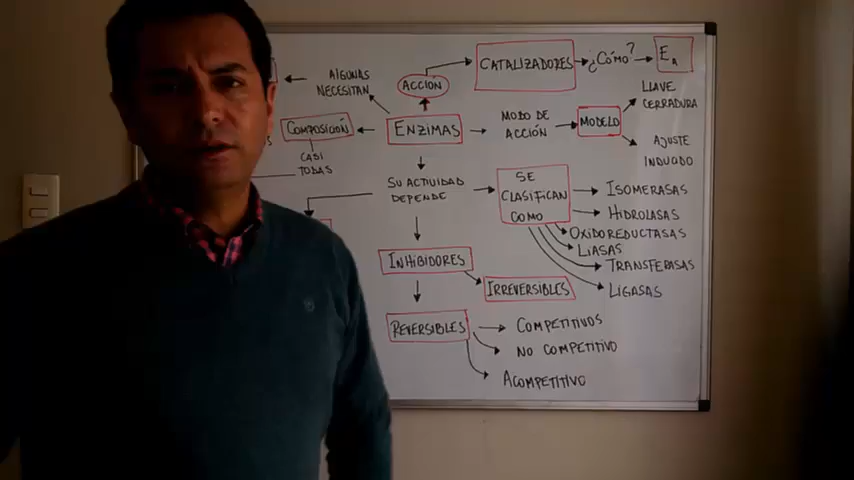 ALGUNAS
NECESITAN
ACCIÓN
CATALIZADORES
¿CÓMO?
EA
COMPOSICIÓN
ENZIMAS
MODO DE
ACCIÓN
MODELO
LLAVE
CERRADURA
AJUSTE
INDUCIDO
CASI
TODAS
SU ACTIVIDAD
DEPENDE
SE
CLASIFICAN
COMO
ISOMERASAS
HIDROLASAS
OXIDOREDUCTASAS
LIASAS
TRANSFERASAS
LIGASAS
INHIBIDORES
IRREVERSIBLES
REVERSIBLES
COMPETITIVOS
NO COMPETITIVO
ACOMPETITIVO